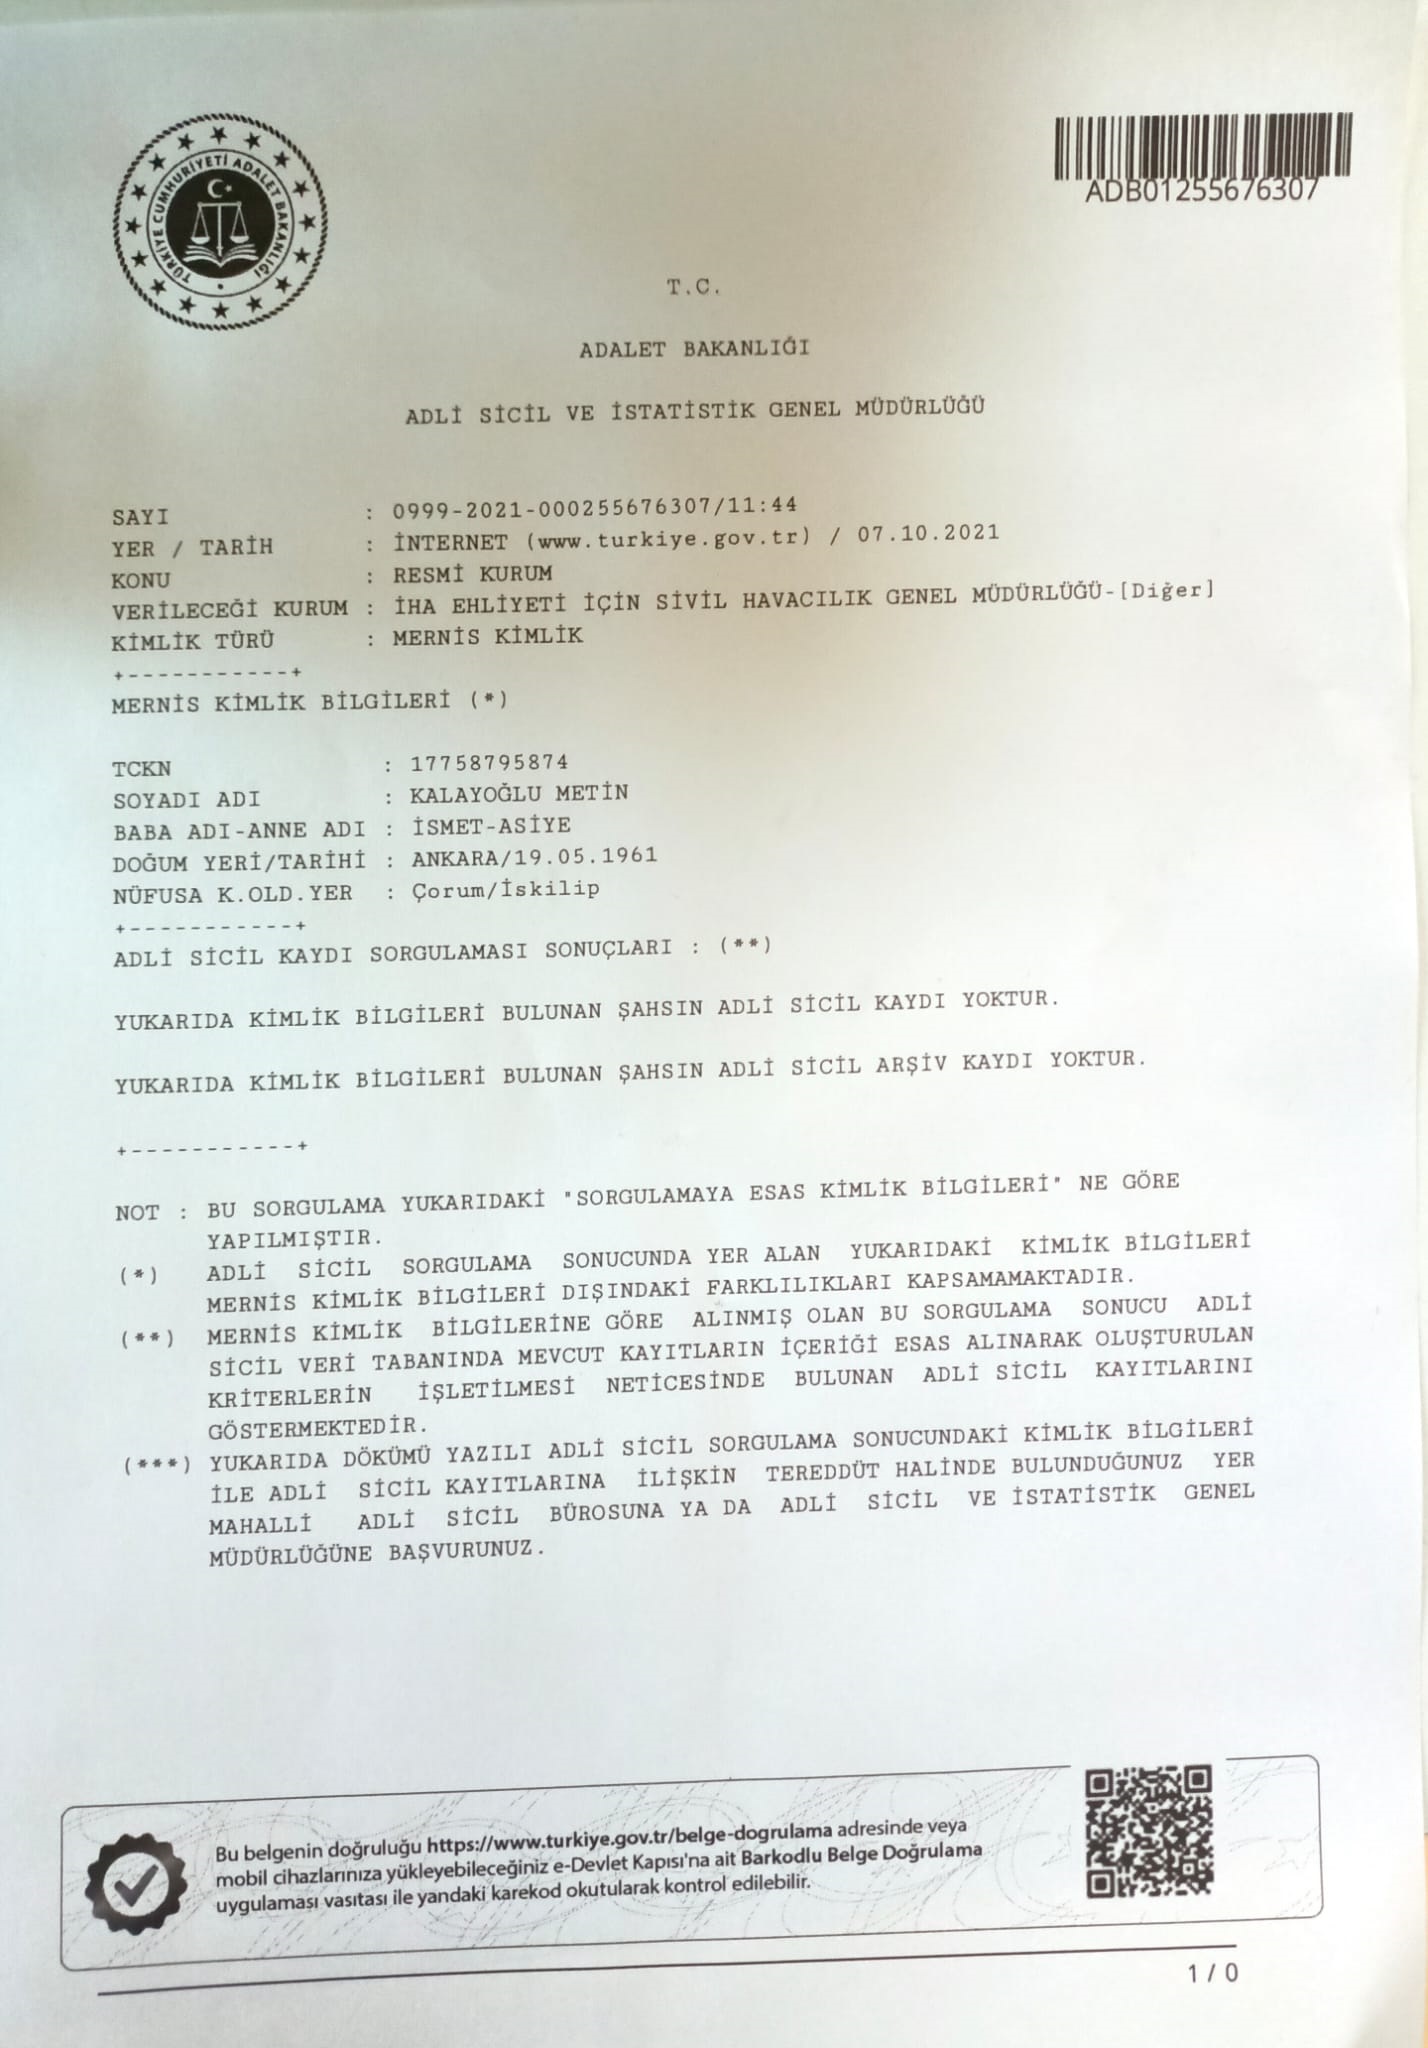 TÜRKİYE CUMHURİYETİ ADALET BAKANLIĞI
ADB01255676307
T.C.
ADALET BAKANLIĞI
ADLİ SİCİL VE İSTATİSTİK GENEL MÜDÜRLÜĞÜ
SAYI : 0999-2021-000255676307/11:44
YER / TARİH : İNTERNET (www.turkiye.gov.tr) / 07.10.2021
KONU : RESMİ KURUM
VERİLECEĞİ KURUM : İHA EHLİYETİ İÇİN SİVİL HAVACILIK GENEL MÜDÜRLÜĞÜ-[Diğer]
KİMLİK TÜRÜ : MERNİS KİMLİK
+-----------+
MERNİS KİMLİK BİLGİLERİ (*)
TCKN : 17758795874
SOYADI ADI : KALAYOĞLU METİN
BABA ADI-ANNE ADI : İSMET-ASİYE
DOĞUM YERİ/TARİHİ : ANKARA/19.05.1961
NÜFUSA K.OLD.YER : Çorum/İskilip
+-----------+
ADLİ SİCİL KAYDI SORGULAMASI SONUÇLARI : (**)
YUKARIDA KİMLİK BİLGİLERİ BULUNAN ŞAHSIN ADLİ SİCİL KAYDI YOKTUR.
YUKARIDA KİMLİK BİLGİLERİ BULUNAN ŞAHSIN ADLİ SİCİL ARŞİV KAYDI YOKTUR.
+-----------+
NOT : BU SORGULAMA YUKARIDAKİ "SORGULAMAYA ESAS KİMLİK BİLGİLERİ" NE GÖRE
YAPILMIŞTIR.
(*) ADLİ SİCİL SORGULAMA SONUCUNDA YER ALAN YUKARIDAKİ KİMLİK BİLGİLERİ
MERNİS KİMLİK BİLGİLERİ DIŞINDAKİ FARKLILIKLARI KAPSAMAMAKTADIR.
(**) MERNİS KİMLİK BİLGİLERİNE GÖRE ALINMIŞ OLAN BU SORGULAMA SONUCU ADLİ
SİCİL VERİ TABANINDA MEVCUT KAYITLARIN İÇERİĞİ ESAS ALINARAK OLUŞTURULAN
KRİTERLERİN İŞLETİLMESİ NETİCESİNDE BULUNAN ADLİ SİCİL KAYITLARINI
GÖSTERMEKTEDİR.
(***) YUKARIDA DÖKÜMÜ YAZILI ADLİ SİCİL SORGULAMA SONUCUNDAKİ KİMLİK BİLGİLERİ
İLE ADLİ SİCİL KAYITLARINA İLİŞKİN TEREDDÜT HALİNDE BULUNDUĞUNUZ YER
MAHALLİ ADLİ SİCİL BÜROSUNA YA DA ADLİ SİCİL VE İSTATİSTİK GENEL
MÜDÜRLÜĞÜNE BAŞVURUNUZ.
Bu belgenin doğruluğu https://www.turkiye.gov.tr/belge-dogrulama adresinde veya
mobil cihazlarınıza yükleyebileceğiniz e-Devlet Kapısı'na ait Barkodlu Belge Doğrulama
uygulaması vasıtası ile yandaki karekod okutularak kontrol edilebilir.
1 / 0